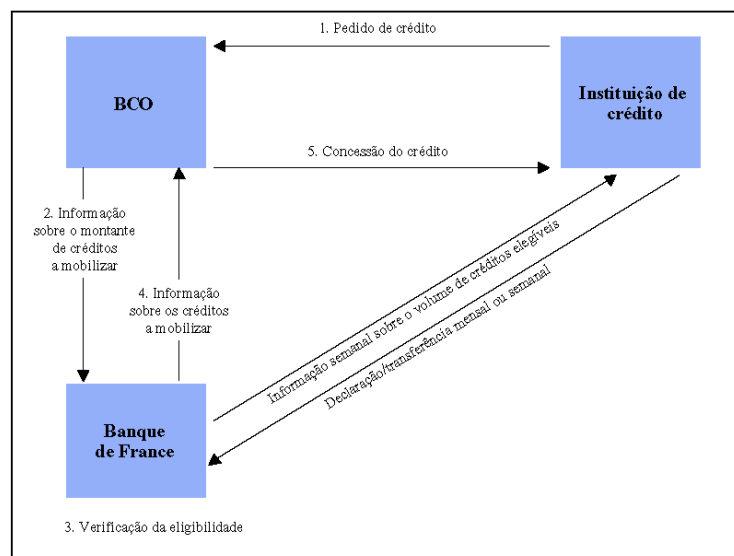 1. Pedido de crédito
BCO
Instituição de
crédito
5. Concessão do crédito
2. Informação
sobre o montante
de créditos
a mobilizar
4. Informação
sobre os créditos
a mobilizar
Informação semanal sobre o volume de créditos elegíveis
Declaração/transferência mensal ou semanal
Banque
de France
3. Verificação da eligibilidade